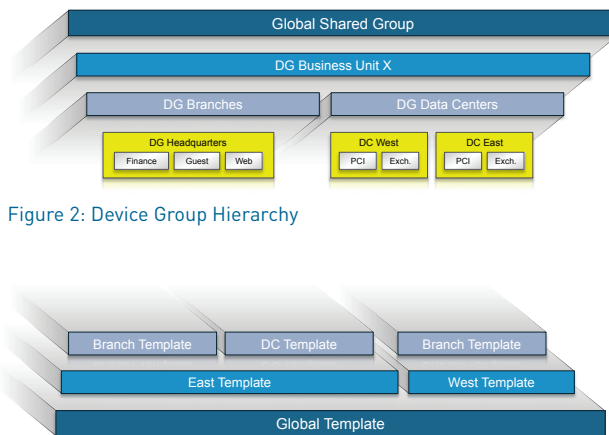 Global Shared Group
DG Business Unit X
DG Branches
DG Data Centers
DG Headquarters
Finance
Guest
Web
DC West
PCI
Exch.
DC East
PCI
Exch.
Figure 2: Device Group Hierarchy
Branch Template
DC Template
Branch Template
East Template
West Template
Global Template